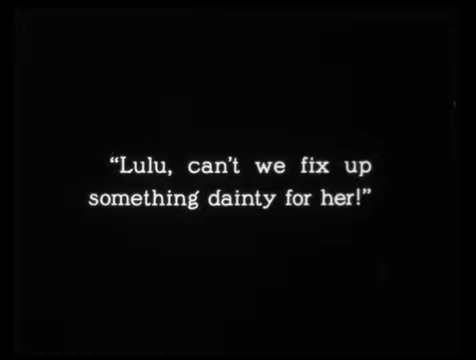 “Lulu, can't we fix up
something dainty for her!”